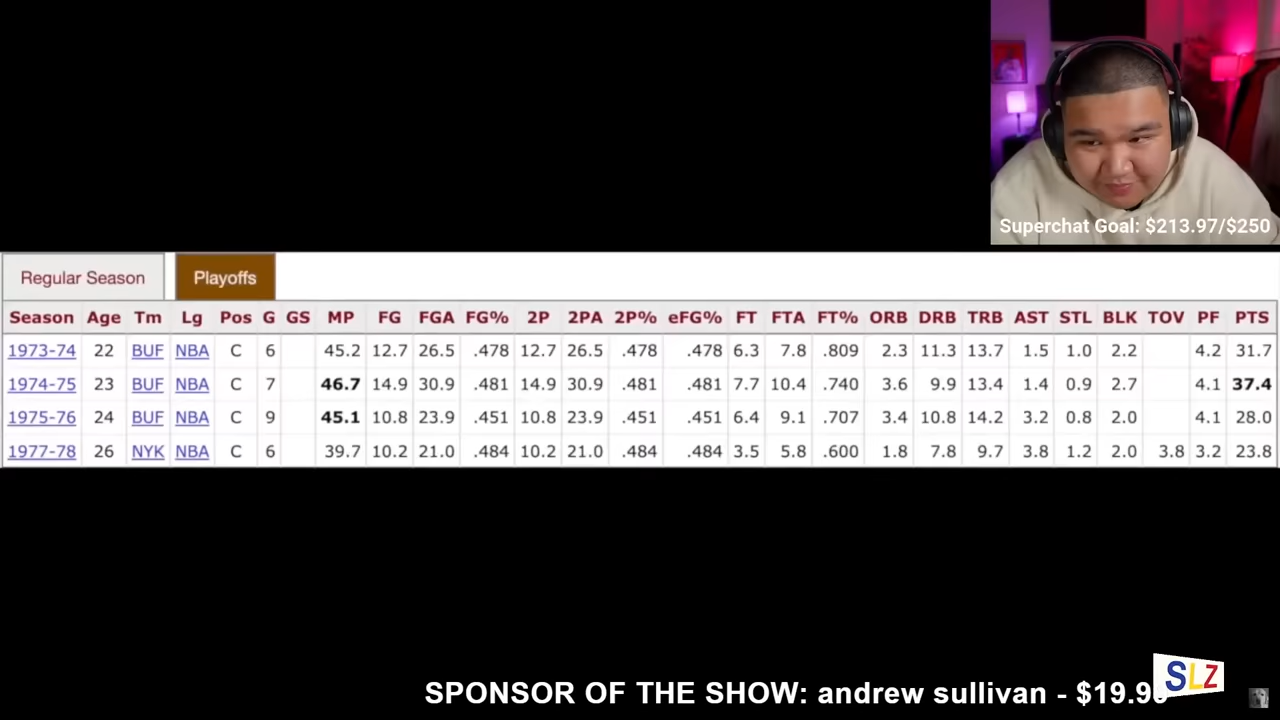 Superchat Goal: $213.97/$250
Regular Season Playoffs
Season Age Tm Lg Pos G GS MP FG FGA FG% 2P 2PA 2P% eFG% FT FTA FT% ORB DRB TRB AST STL BLK TOV PF PTS
1973-74 22 BUF NBA C 6 45.2 12.7 26.5 .478 12.7 26.5 .478 .478 6.3 7.8 .809 2.3 11.3 13.7 1.5 1.0 2.2 4.2 31.7
1974-75 23 BUF NBA C 7 46.7 14.9 30.9 .481 14.9 30.9 .481 .481 7.7 10.4 .740 3.6 9.9 13.4 1.4 0.9 2.7 4.1 37.4
1975-76 24 BUF NBA C 9 45.1 10.8 23.9 .451 10.8 23.9 .451 .451 6.4 9.1 .707 3.4 10.8 14.2 3.2 0.8 2.0 4.1 28.0
1977-78 26 NYK NBA C 6 39.7 10.2 21.0 .484 10.2 21.0 .484 .484 3.5 5.8 .600 1.8 7.8 9.7 3.8 1.2 2.0 3.8 3.2 23.8
SLZ
SPONSOR OF THE SHOW: andrew sullivan -